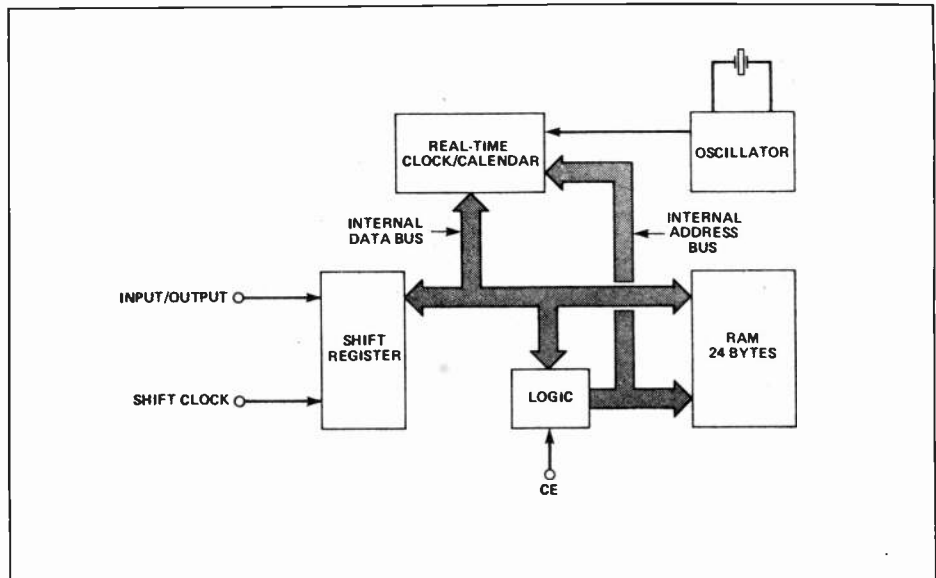 REAL-TIME
CLOCK/CALENDAR
OSCILLATOR
INTERNAL
DATA BUS
INTERNAL
ADDRESS
BUS
INPUT/OUTPUT
SHIFT
REGISTER
SHIFT CLOCK
LOGIC
RAM
24 BYTES
CE